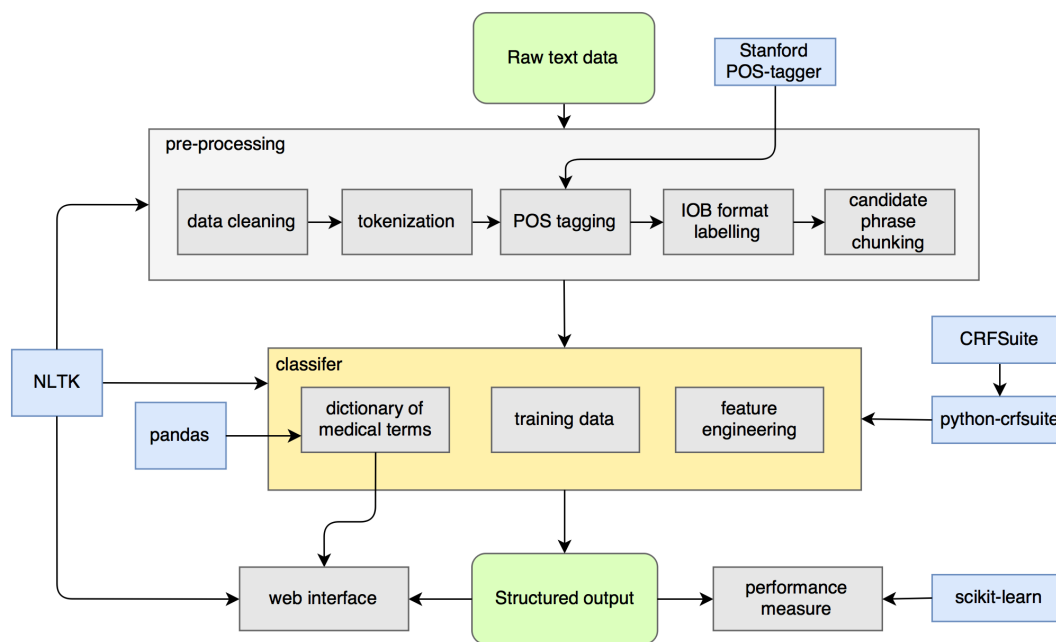 Raw text data
Stanford
POS-tagger
pre-processing
data cleaning
tokenization
POS tagging
IOB format
labelling
candidate
phrase
chunking
CRFSuite
classifer
NLTK
dictionary of
medical terms
training data
feature
engineering
python-crfsuite
pandas
web interface
Structured output
performance
measure
scikit-learn